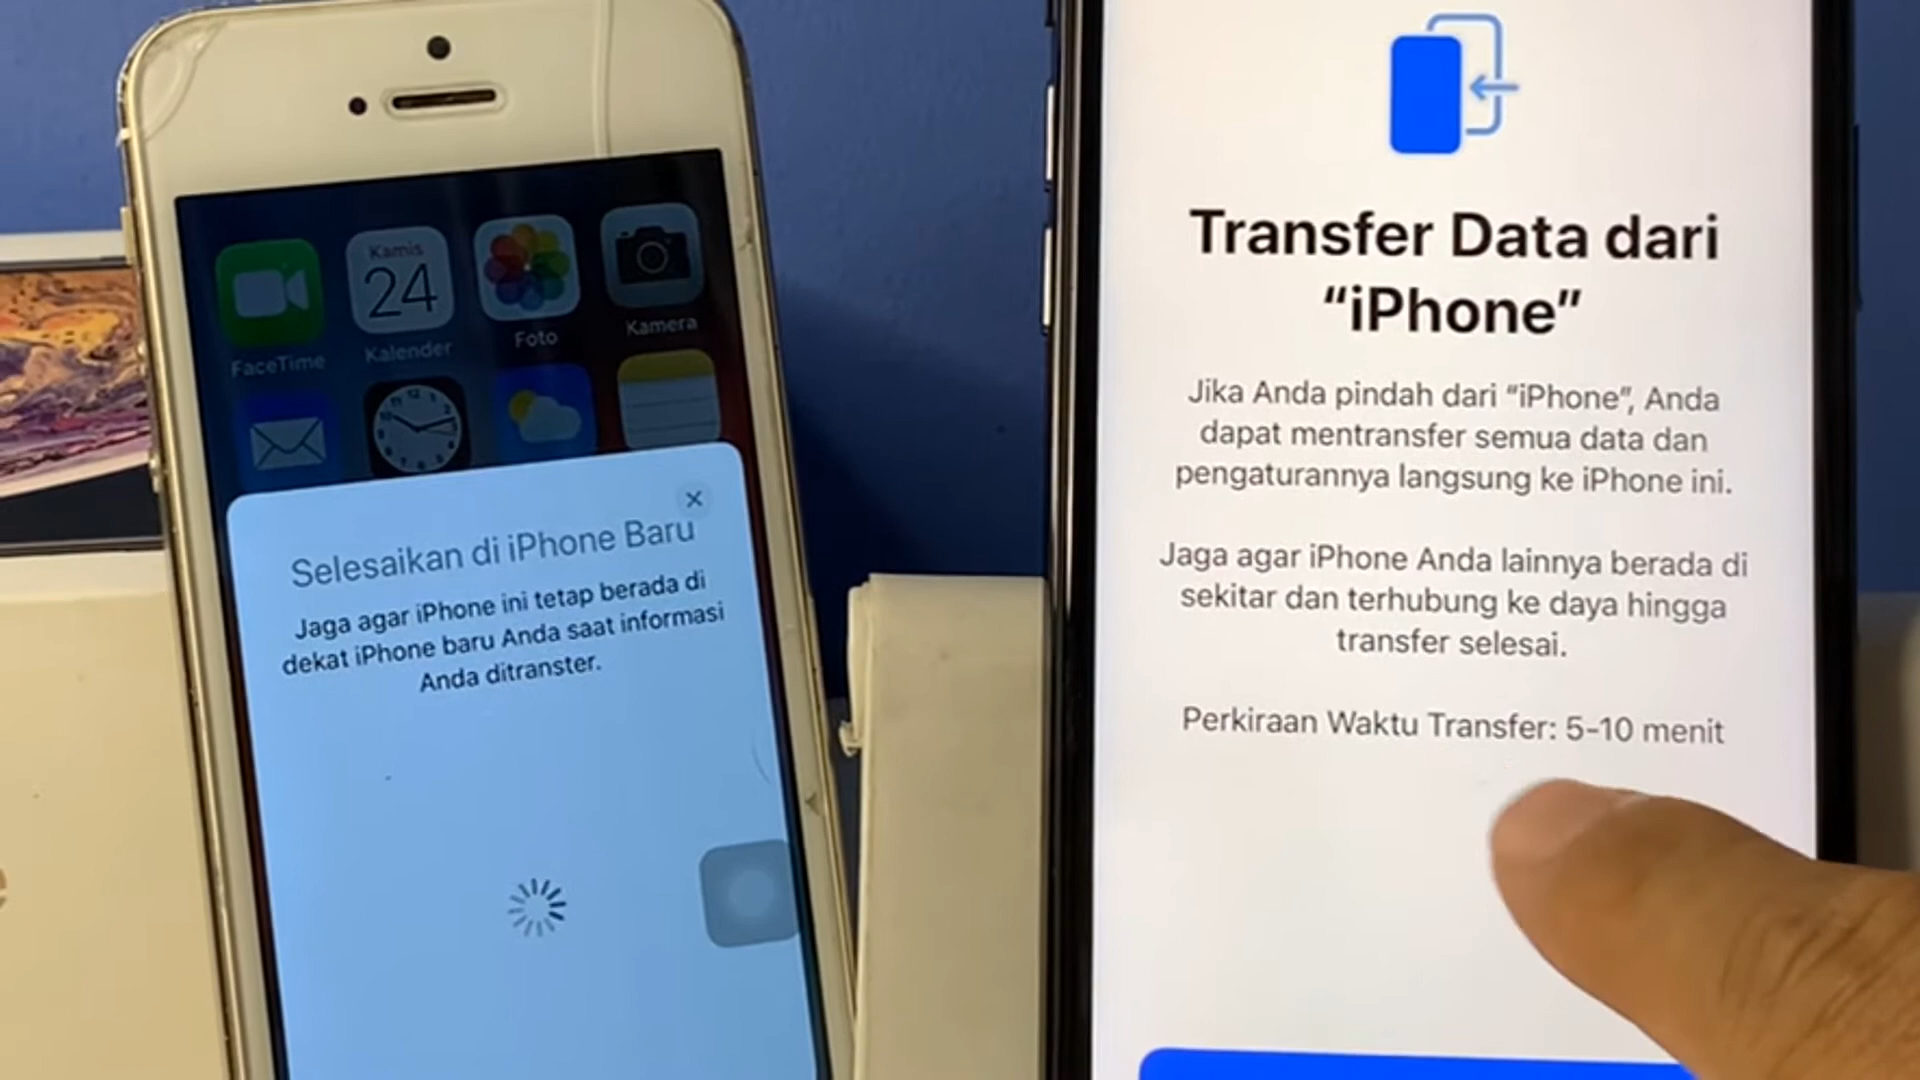 FaceTime
Kamis
24
Kalender
Foto
Kamera
Selesaikan di iPhone Baru
Jaga agar iPhone ini tetap berada di
dekat iPhone baru Anda saat informasi
Anda ditranster.
Transfer Data dari
“iPhone”
Jika Anda pindah dari “iPhone”, Anda
dapat mentransfer semua data dan
pengaturannya langsung ke iPhone ini.
Jaga agar iPhone Anda lainnya berada di
sekitar dan terhubung ke daya hingga
transfer selesai.
Perkiraan Waktu Transfer: 5-10 menit